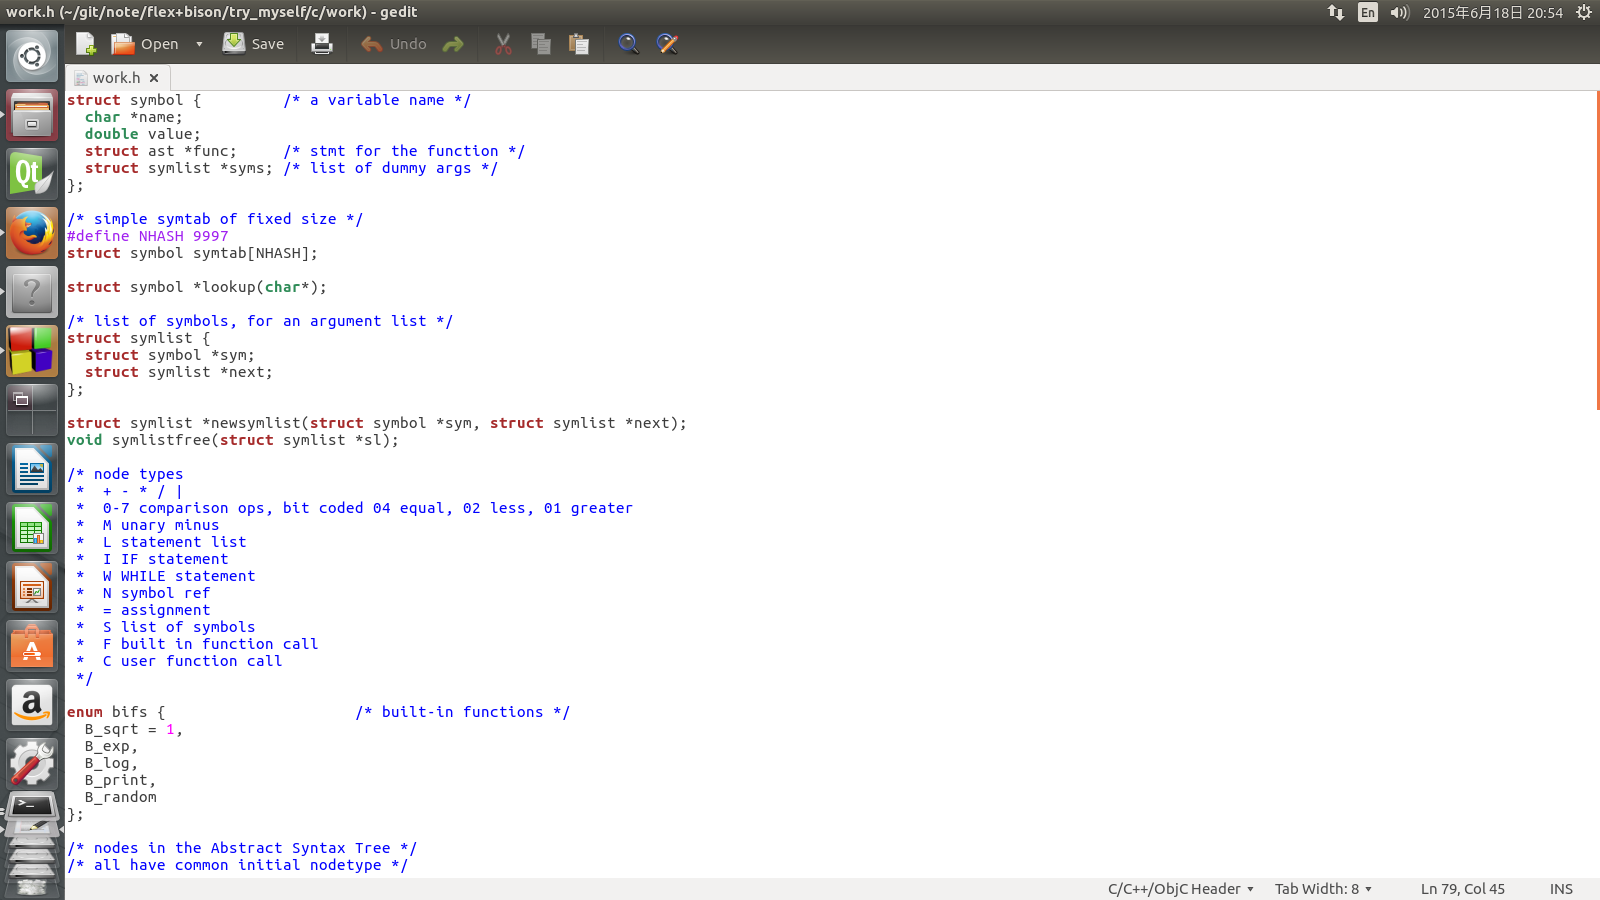 work.h (~/git/note/flex+bison/try_myself/c/work) - gedit
En
2015年6月18日 20:54
Open
Save
Undo
work.h
struct symbol {         /* a variable name */
  char *name;
  double value;
  struct ast *func;     /* stmt for the function */
  struct symlist *syms; /* list of dummy args */
};
/* simple symtab of fixed size */
#define NHASH 9997
struct symbol symtab[NHASH];
struct symbol *lookup(char*);
/* list of symbols, for an argument list */
struct symlist {
  struct symbol *sym;
  struct symlist *next;
};
struct symlist *newsymlist(struct symbol *sym, struct symlist *next);
void symlistfree(struct symlist *sl);
/* node types
 *  + - * / |
 *  0-7 comparison ops, bit coded 04 equal, 02 less, 01 greater
 *  M unary minus
 *  L statement list
 *  I IF statement
 *  W WHILE statement
 *  N symbol ref
 *  = assignment
 *  S list of symbols
 *  F built in function call
 *  C user function call
 */
enum bifs {                     /* built-in functions */
  B_sqrt = 1,
  B_exp,
  B_log,
  B_print,
  B_random
};
/* nodes in the Abstract Syntax Tree */
/* all have common initial nodetype */
C/C++/ObjC Header
Tab Width: 8
Ln 79, Col 45
INS
Qt
?
A
a
>_